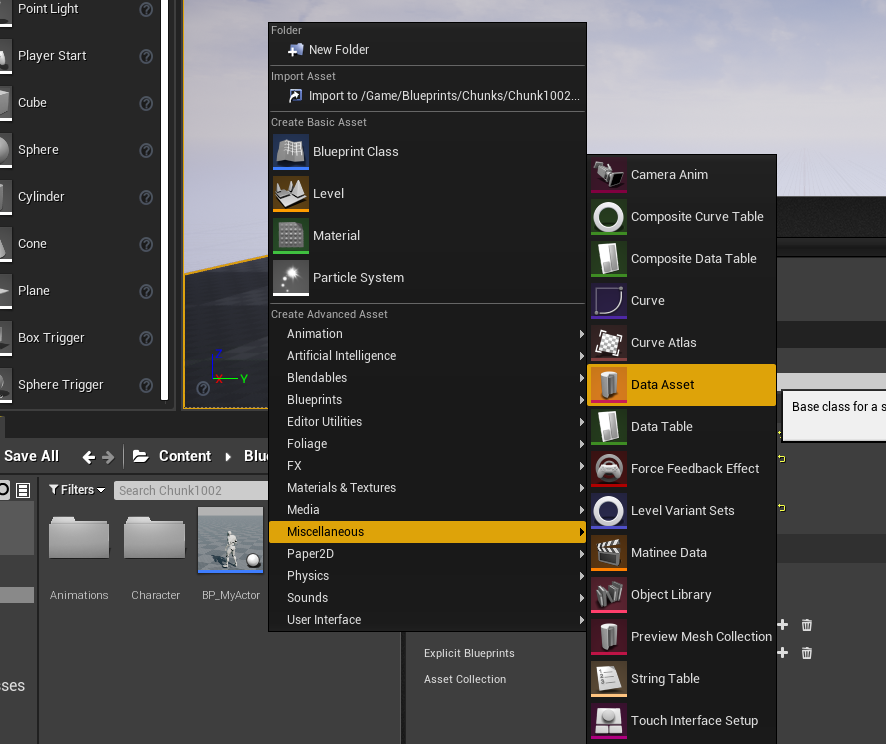 Point Light
Player Start
Cube
Sphere
Cylinder
Cone
Plane
Box Trigger
Sphere Trigger
Z
X
Y
Folder
New Folder
Import Asset
Import to /Game/Blueprints/Chunks/Chunk1002...
Create Basic Asset
Blueprint Class
Level
Material
Particle System
Create Advanced Asset
Animation
Artificial Intelligence
Blendables
Blueprints
Editor Utilities
Foliage
FX
Materials & Textures
Media
Miscellaneous
Paper2D
Physics
Sounds
User Interface
Camera Anim
Composite Curve Table
Composite Data Table
Curve
Curve Atlas
Data Asset
Data Table
Force Feedback Effect
Level Variant Sets
Matinee Data
Object Library
Preview Mesh Collection
String Table
Touch Interface Setup
Base class for a s
Save All
Content
Blu
Filters
Search Chunk1002
Animations
Character
BP_MyActor
sses
Explicit Blueprints
Asset Collection